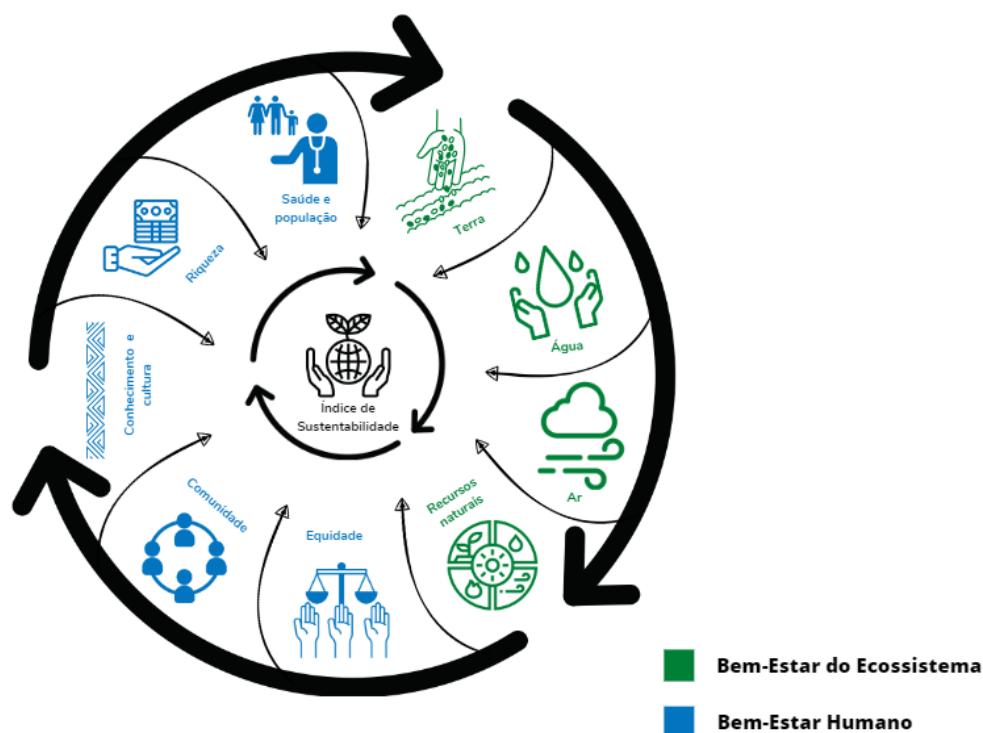 Saúde e
população
Terra
Água
Ar
Recursos
naturais
Equidade
Comunidade
Conhecimento e
cultura
Riqueza
Índice de
Sustentabilidade
Bem-Estar do Ecossistema
Bem-Estar Humano